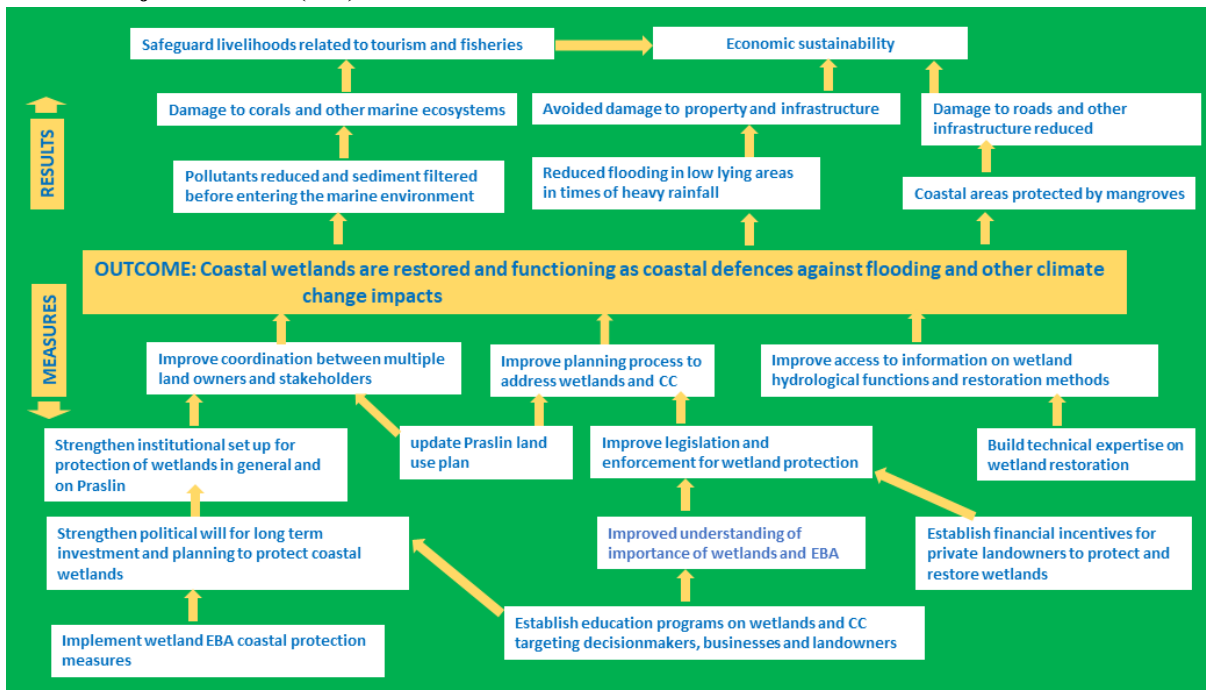 Safeguard livelihoods related to tourism and fisheries
Economic sustainability
Damage to corals and other marine ecosystems
Avoided damage to property and infrastructure
Damage to roads and other
infrastructure reduced
RESULTS
Pollutants reduced and sediment filtered
before entering the marine environment
Reduced flooding in low lying areas
in times of heavy rainfall
Coastal areas protected by mangroves
OUTCOME: Coastal wetlands are restored and functioning as coastal defences against flooding and other climate
change impacts
MEASURES
Improve coordination between multiple
land owners and stakeholders
Improve planning process to
address wetlands and CC
Improve access to information on wetland
hydrological functions and restoration methods
Strengthen institutional set up for
protection of wetlands in general and
on Praslin
update Praslin land
use plan
Improve legislation and
enforcement for wetland protection
Build technical expertise on
wetland restoration
Strengthen political will for long term
investment and planning to protect coastal
wetlands
Improved understanding of
importance of wetlands and EBA
Establish financial incentives for
private landowners to protect and
restore wetlands
Implement wetland EBA coastal protection
measures
Establish education programs on wetlands and CC
targeting decisionmakers, businesses and landowners